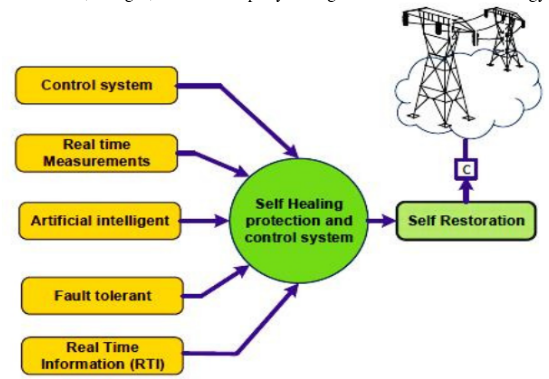 Control system
Real time
Measurements
Artificial intelligent
Fault tolerant
Real Time
Information (RTI)
Self Healing
protection and
control system
Self Restoration
C